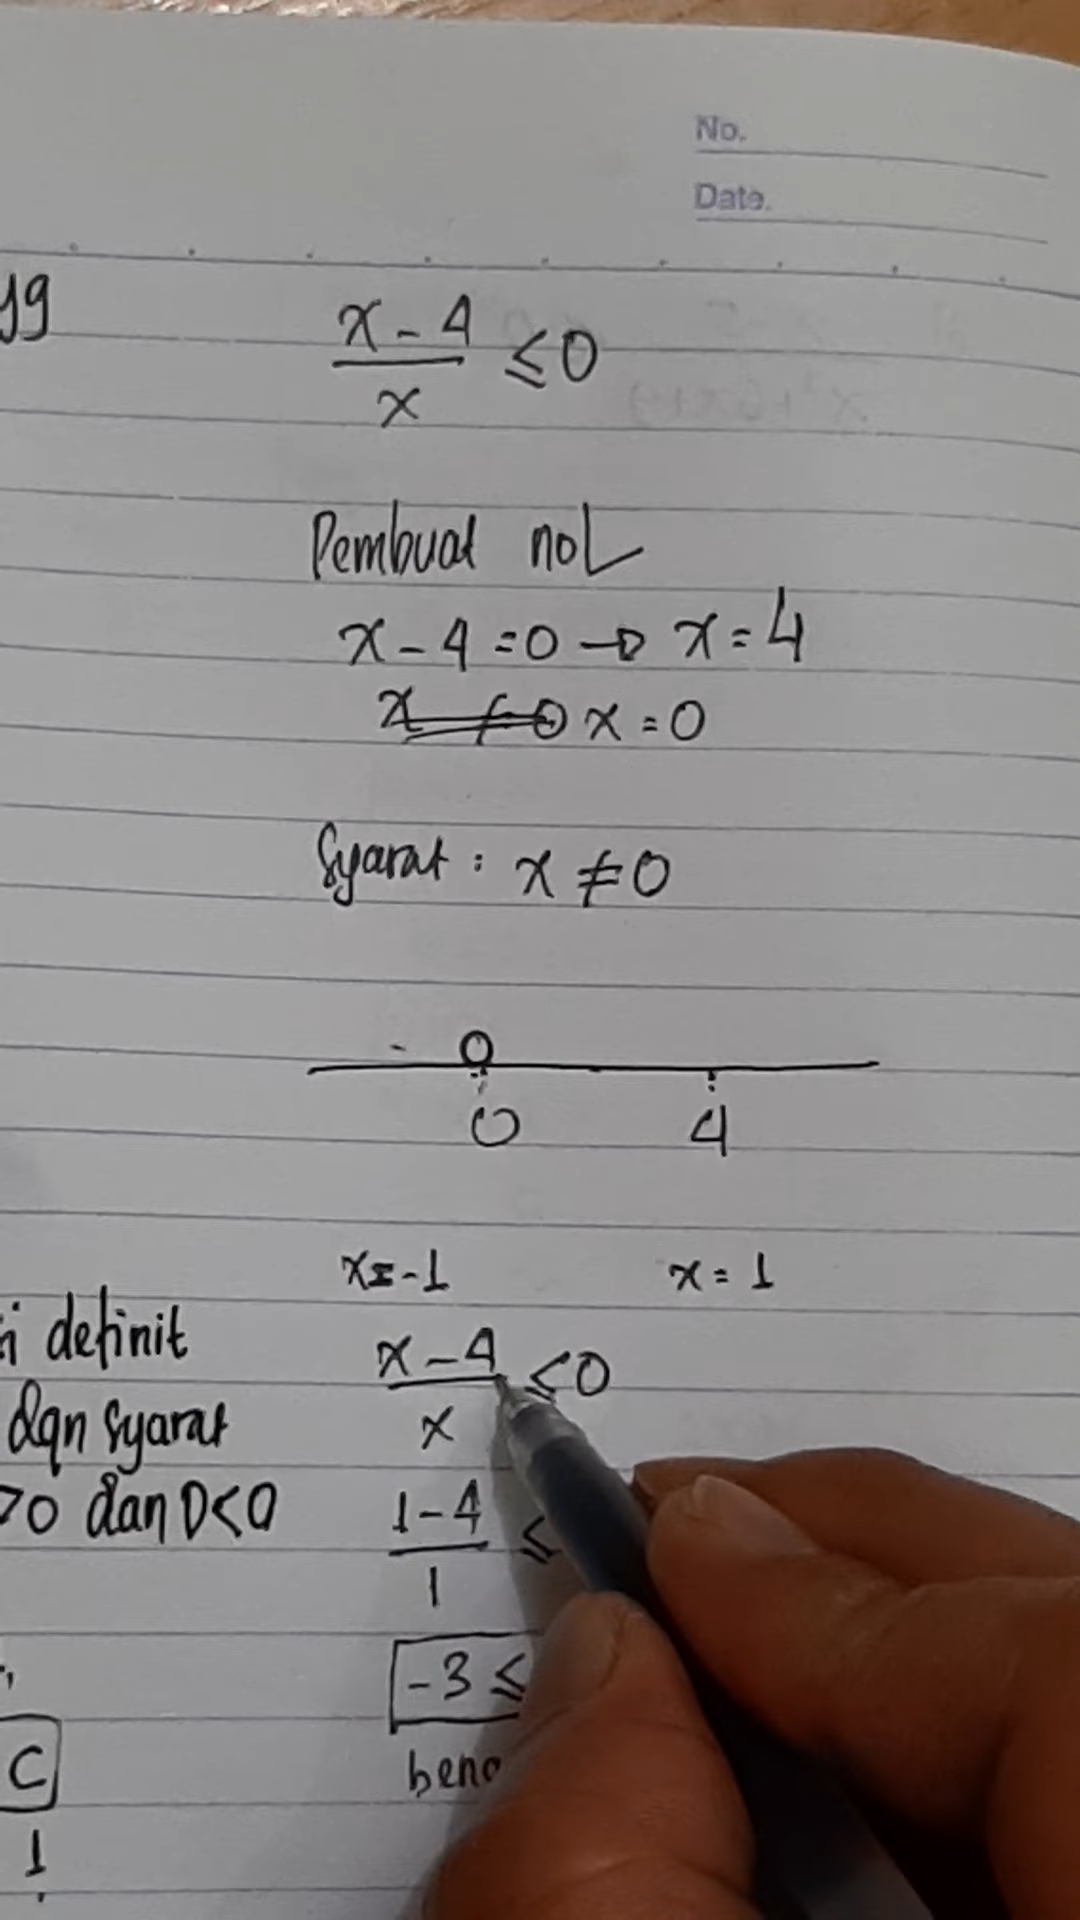 No.
Date.
yg
x - 4 / x ≤ 0
Pembuat nol
x - 4 = 0 → x = 4
x = 0
Syarat : x ≠ 0
-
0 4
x = -1 x = 1
x - 4 / x ≤ 0
definit
dgn syarat
>0 dan D<0
1 - 4 / 1 ≤
-3 ≤
C
1